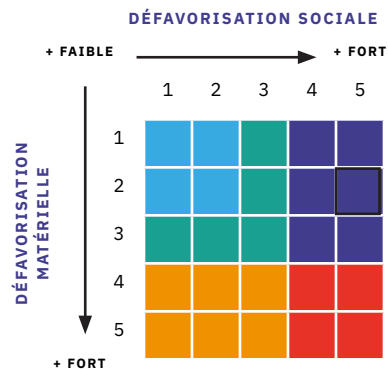 DÉFAVORISATION SOCIALE
+ FAIBLE
+ FORT
1 2 3 4 5
DÉFAVORISATION
MATÉRIELLE
1
2
3
4
5
+ FORT